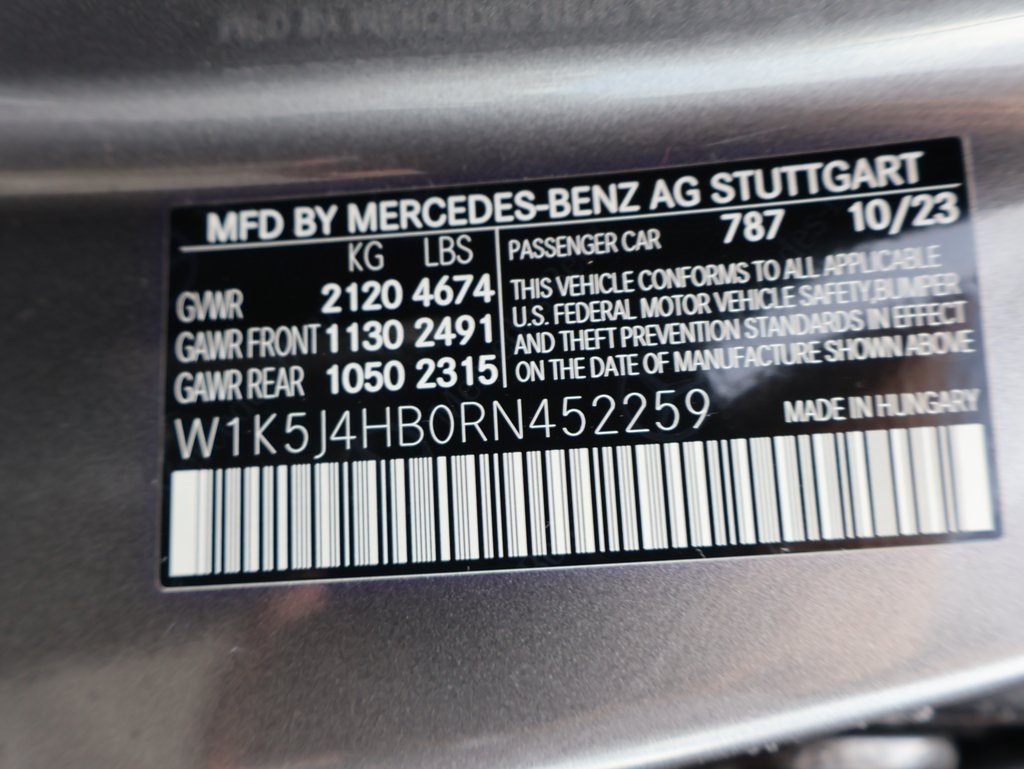 MFD BY MERCEDES-BENZ AG STUTTGART
KG LBS
GVWR 2120 4674
GAWR FRONT 1130 2491
GAWR REAR 1050 2315
PASSENGER CAR 787 10/23
THIS VEHICLE CONFORMS TO ALL APPLICABLE
U.S. FEDERAL MOTOR VEHICLE SAFETY, BUMPER
AND THEFT PREVENTION STANDARDS IN EFFECT
ON THE DATE OF MANUFACTURE SHOWN ABOVE
W1K5J4HB0RN452259
MADE IN HUNGARY